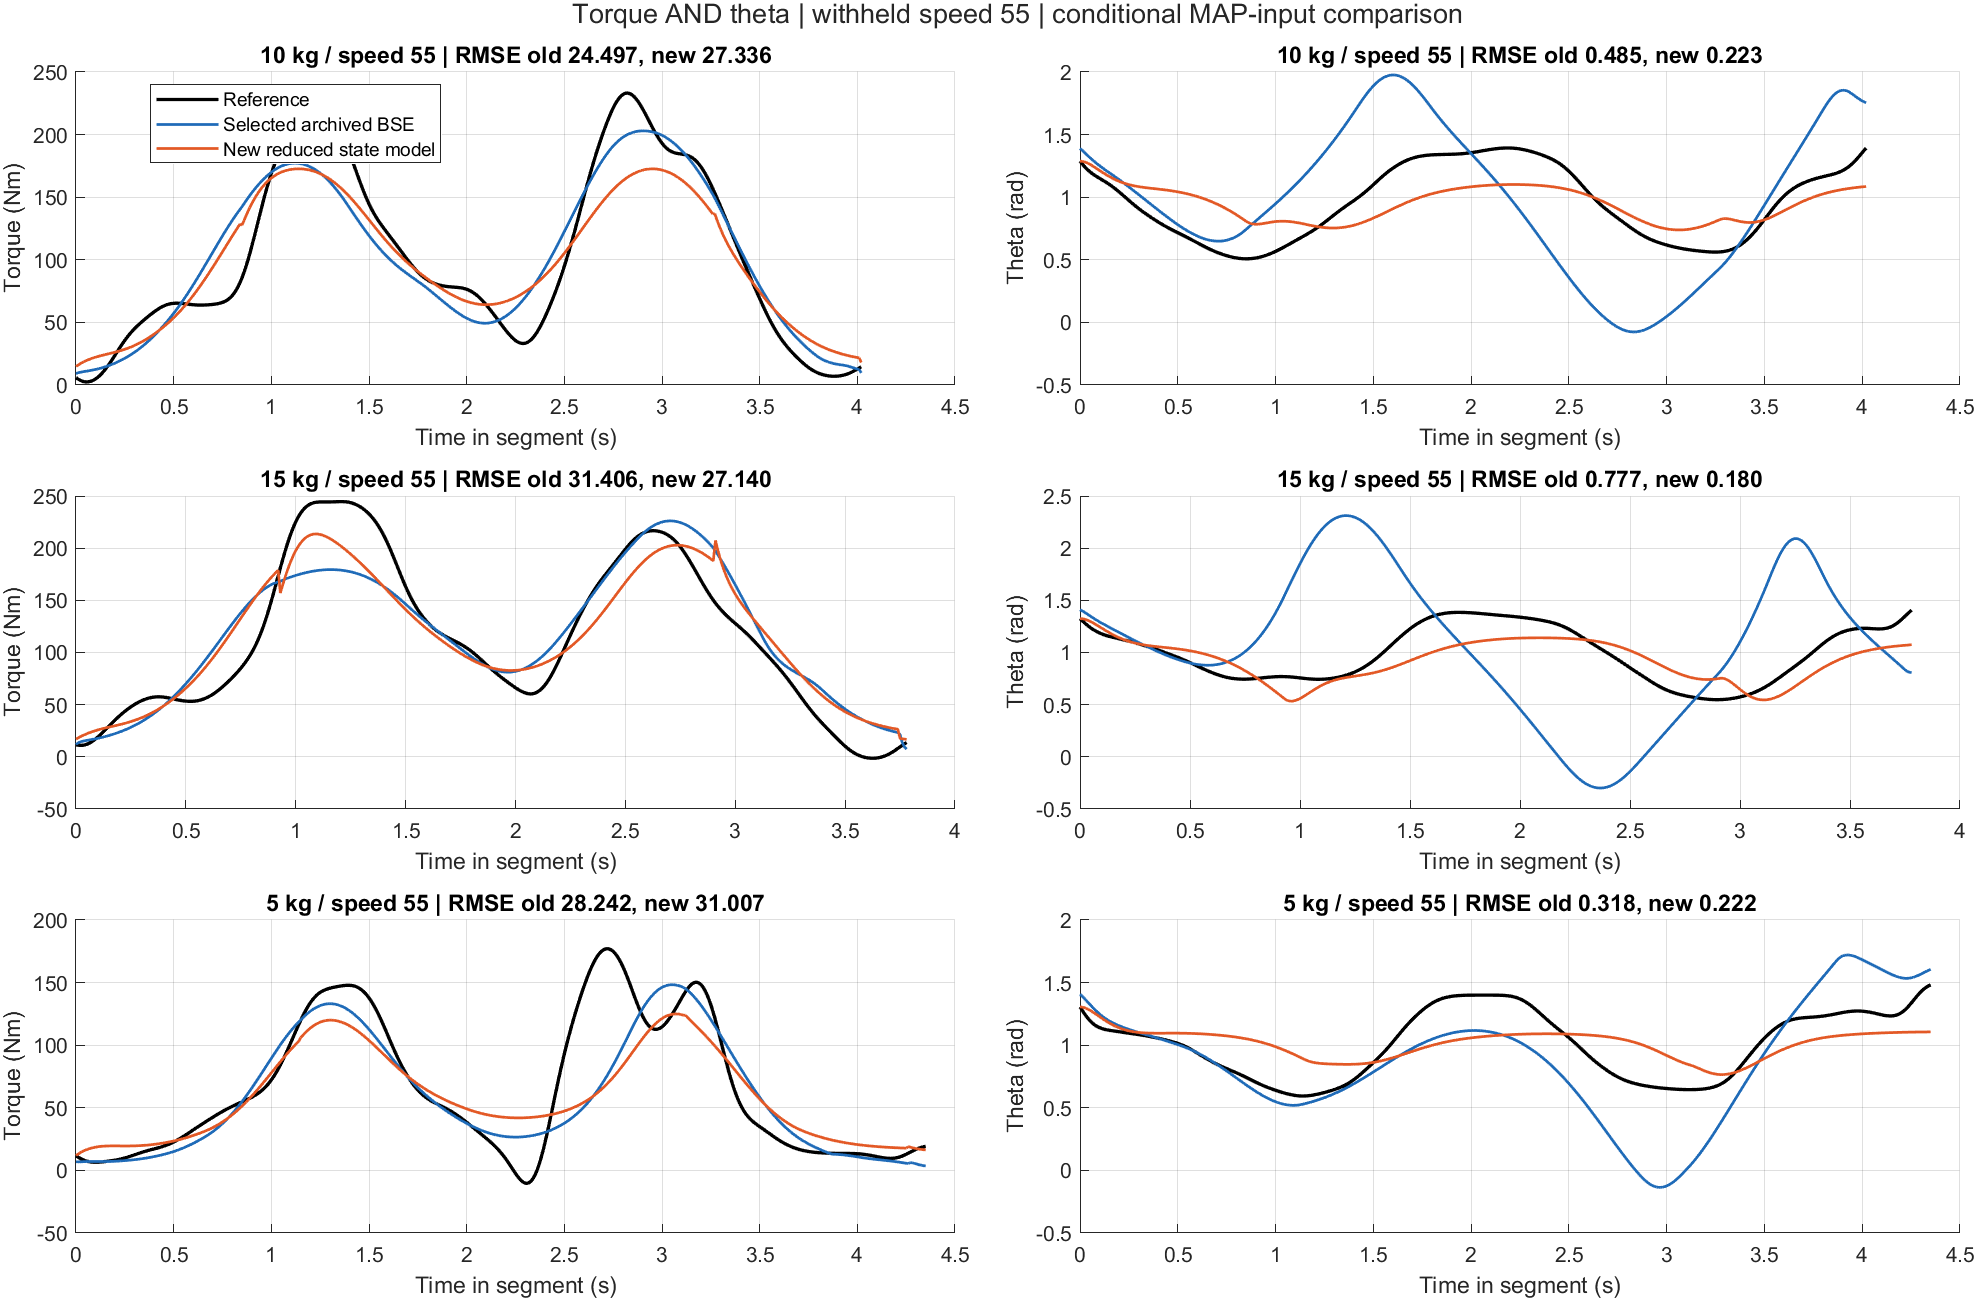 Torque AND theta | withheld speed 55 | conditional MAP-input comparison
10 kg / speed 55 | RMSE old 24.497, new 27.336
250
200
150
100
50
0
Torque (Nm)
Reference
Selected archived BSE
New reduced state model
0 0.5 1 1.5 2 2.5 3 3.5 4 4.5
Time in segment (s)
10 kg / speed 55 | RMSE old 0.485, new 0.223
2
1.5
1
0.5
0
-0.5
Theta (rad)
0 0.5 1 1.5 2 2.5 3 3.5 4 4.5
Time in segment (s)
15 kg / speed 55 | RMSE old 31.406, new 27.140
250
200
150
100
50
0
-50
Torque (Nm)
0 0.5 1 1.5 2 2.5 3 3.5 4
Time in segment (s)
15 kg / speed 55 | RMSE old 0.777, new 0.180
2.5
2
1.5
1
0.5
0
-0.5
Theta (rad)
0 0.5 1 1.5 2 2.5 3 3.5 4
Time in segment (s)
5 kg / speed 55 | RMSE old 28.242, new 31.007
200
150
100
50
0
-50
Torque (Nm)
0 0.5 1 1.5 2 2.5 3 3.5 4 4.5
Time in segment (s)
5 kg / speed 55 | RMSE old 0.318, new 0.222
2
1.5
1
0.5
0
-0.5
Theta (rad)
0 0.5 1 1.5 2 2.5 3 3.5 4 4.5
Time in segment (s)